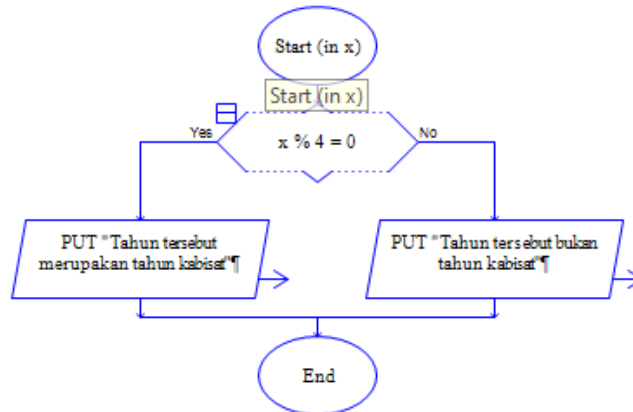 Start (in x)
Start (in x)
Yes
x % 4 = 0
No
PUT "Tahun tersebut
merupakan tahun kabisat"¶
PUT "Tahun tersebut bukan
tahun kabisat"¶
End